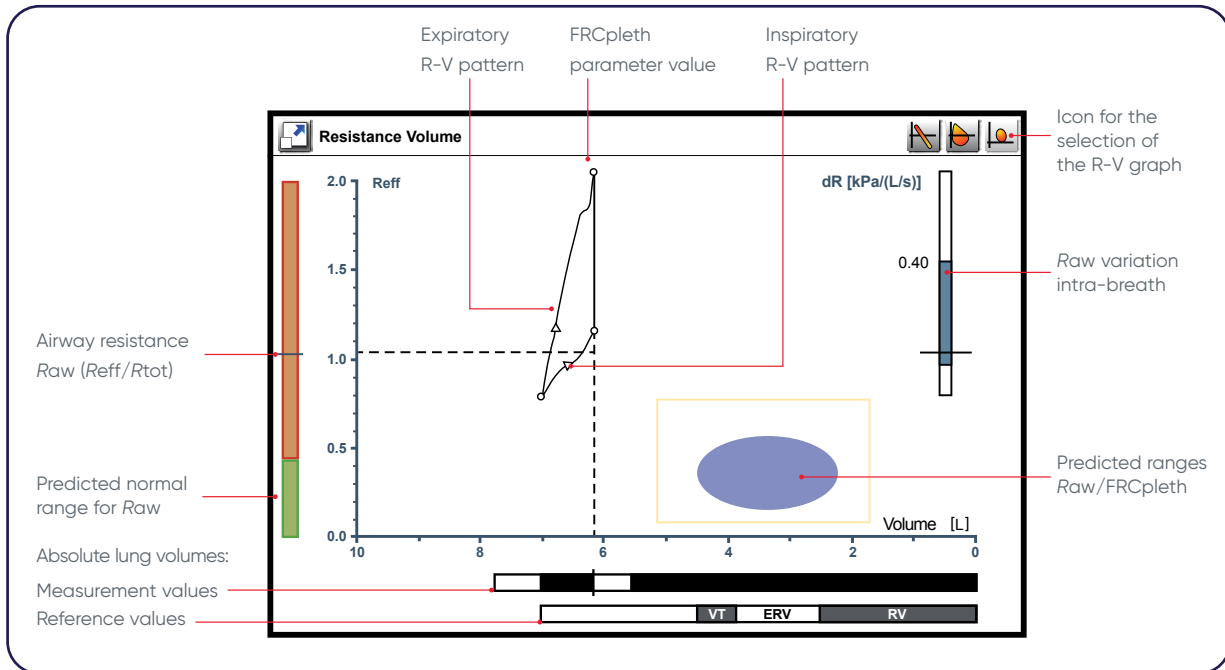 Expiratory
R-V pattern
FRCpleth
parameter value
Inspiratory
R-V pattern
Icon for the
selection of
the R-V graph
Resistance Volume
2.0
Reff
dR [kPa/(L/s)]
1.5
0.40
Raw variation
intra-breath
Airway resistance
Raw (Reff/Rtot)
1.0
0.5
Predicted normal
range for Raw
Predicted ranges
Raw/FRCpleth
Volume [L]
0.0
10 8 6 4 2 0
Absolute lung volumes:
Measurement values
Reference values
VT ERV RV